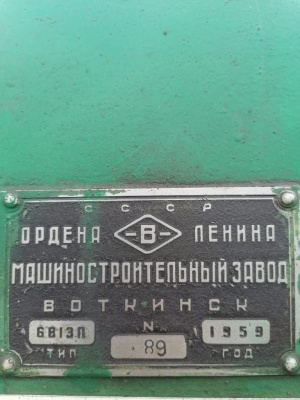 СССР
ОРДЕНА -В- ЛЕНИНА
МАШИНОСТРОИТЕЛЬНЫЙ ЗАВОД
ВОТКИНСК
6В13П N 1959
ТИП 89 ГОД